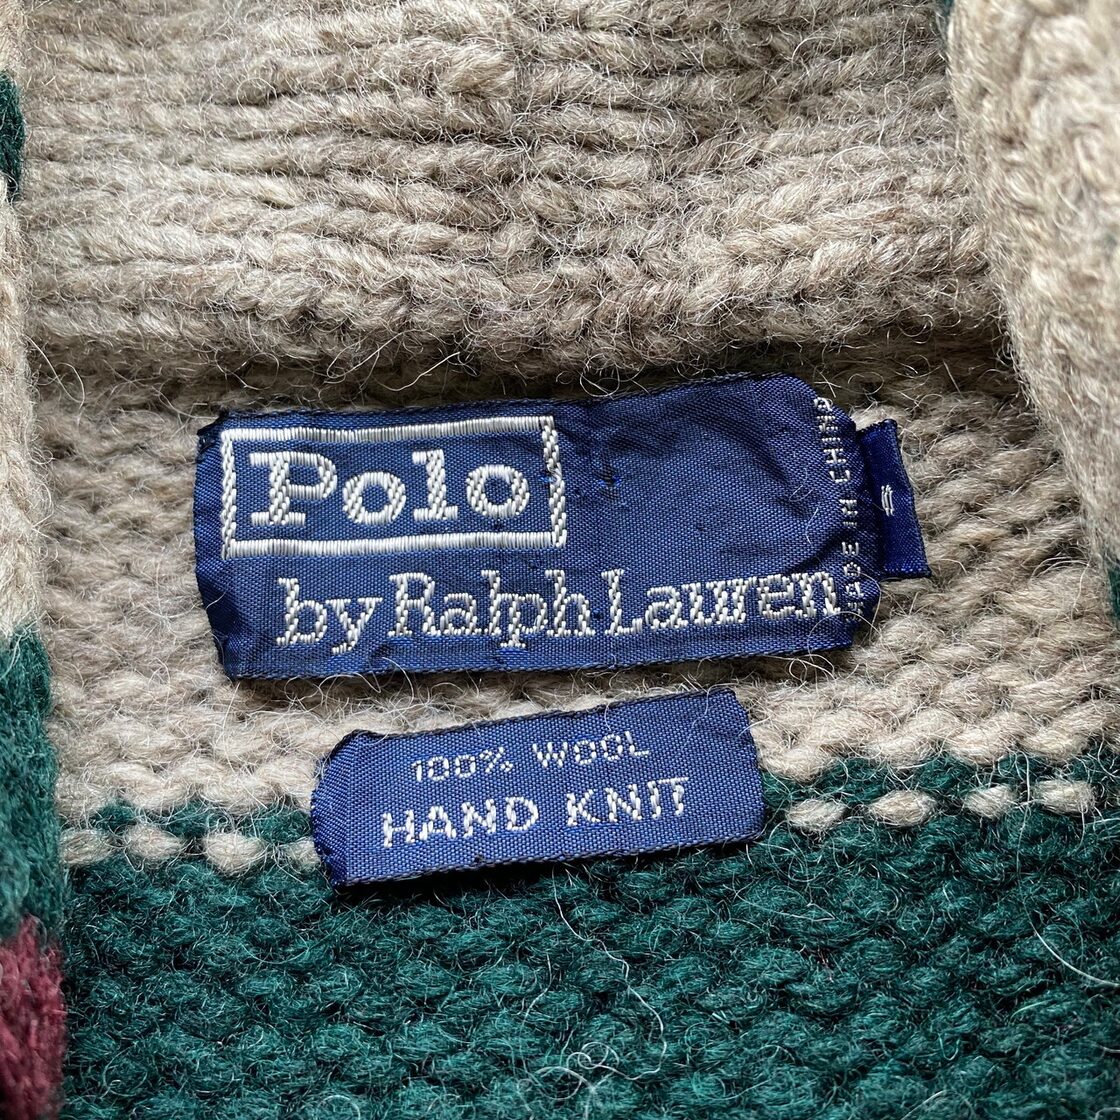 Polo
by Ralph Lauren
MADE IN CHINA
S
100% WOOL
HAND KNIT